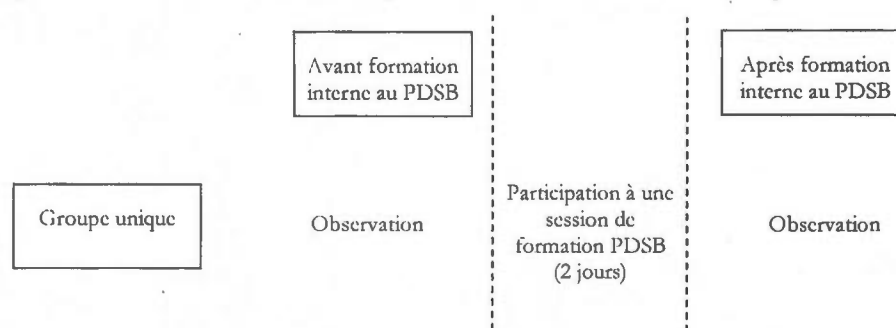 Avant formation
interne au PDSB
Après formation
interne au PDSB
Groupe unique
Observation
Participation à une
session de
formation PDSB
(2 jours)
Observation